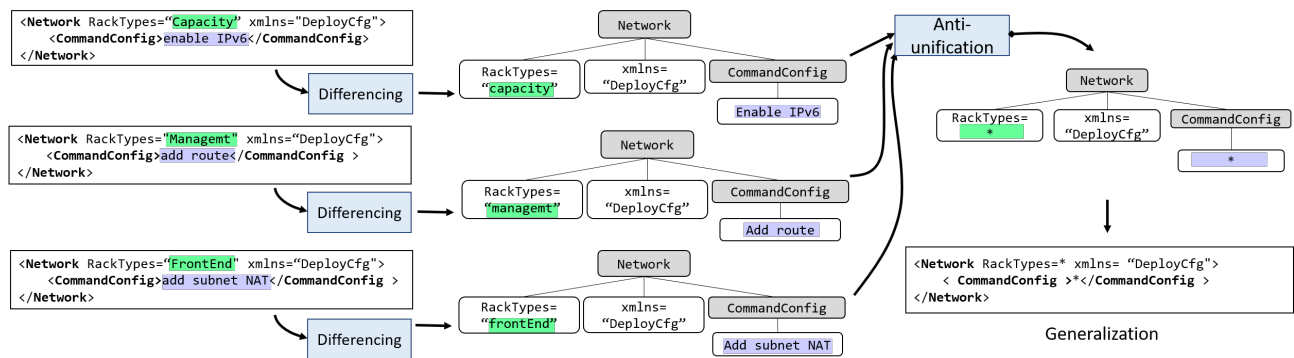 <Network RackTypes=“Capacity” xmlns="DeployCfg">
<CommandConfig>enable IPv6</CommandConfig>
</Network>
Differencing
Network
RackTypes=
“capacity”
xmlns=
“DeployCfg”
CommandConfig
Enable IPv6
<Network RackTypes="Managemt" xmlns=“DeployCfg">
<CommandConfig>add route</CommandConfig >
</Network>
Differencing
Network
RackTypes=
“managemt”
xmlns=
“DeployCfg”
CommandConfig
Add route
<Network RackTypes=“FrontEnd" xmlns=“DeployCfg">
<CommandConfig>add subnet NAT</CommandConfig >
</Network>
Differencing
Network
RackTypes=
“frontEnd”
xmlns=
“DeployCfg”
CommandConfig
Add subnet NAT
Anti-
unification
Network
RackTypes=
*
xmlns=
“DeployCfg”
CommandConfig
*
<Network RackTypes=* xmlns= “DeployCfg">
< CommandConfig >*</CommandConfig >
</Network>
Generalization